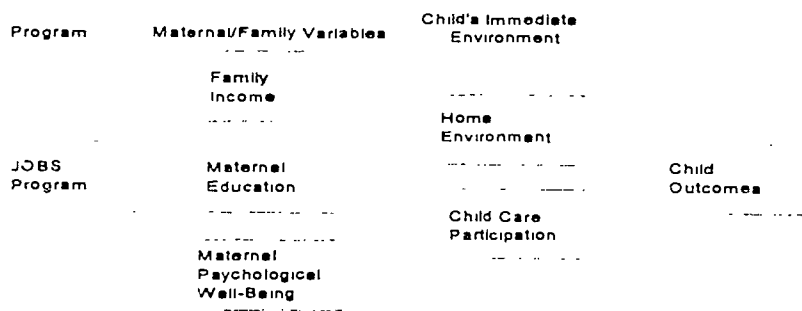 Program
Maternal/Family Variables
Child's Immediate
Environment
Family
Income
Home
Environment
JOBS
Program
Maternal
Education
Child
Outcomes
Child Care
Participation
Maternal
Psychological
Well-Being